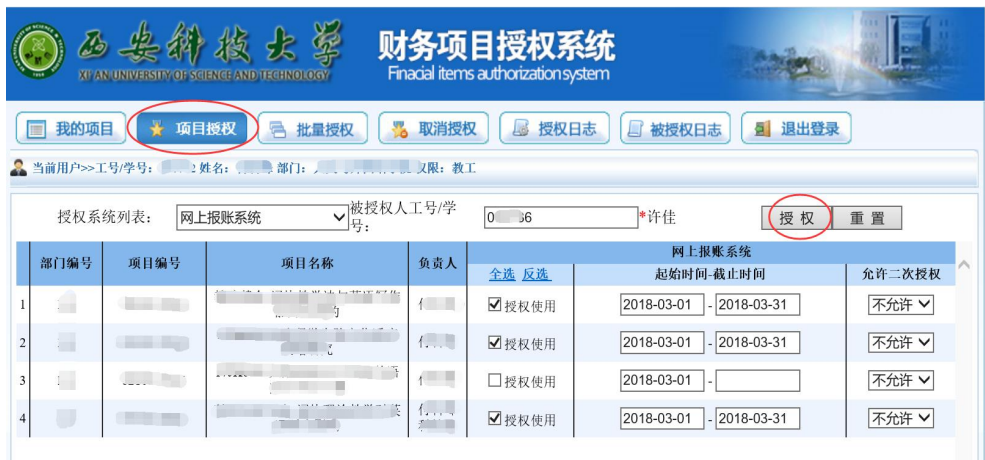 西安科技大学
XI'AN UNIVERSITY OF SCIENCE AND TECHNOLOGY
财务项目授权系统
Finacial items authorization system
我的项目 项目授权 批量授权 取消授权 授权日志 被授权日志 退出登录
当前用户>>工号/学号： 2 姓名： 部门： 权限：教工
授权系统列表： 网上报账系统 被授权人工号/学号： 0 36 *许佳 授 权 重 置
部门编号 项目编号 项目名称 负责人 网上报账系统
全选 反选 起始时间-截止时间 允许二次授权
1 授权使用 2018-03-01 - 2018-03-31 不允许
2 授权使用 2018-03-01 - 2018-03-31 不允许
3 授权使用 2018-03-01 - 不允许
4 授权使用 2018-03-01 - 2018-03-31 不允许